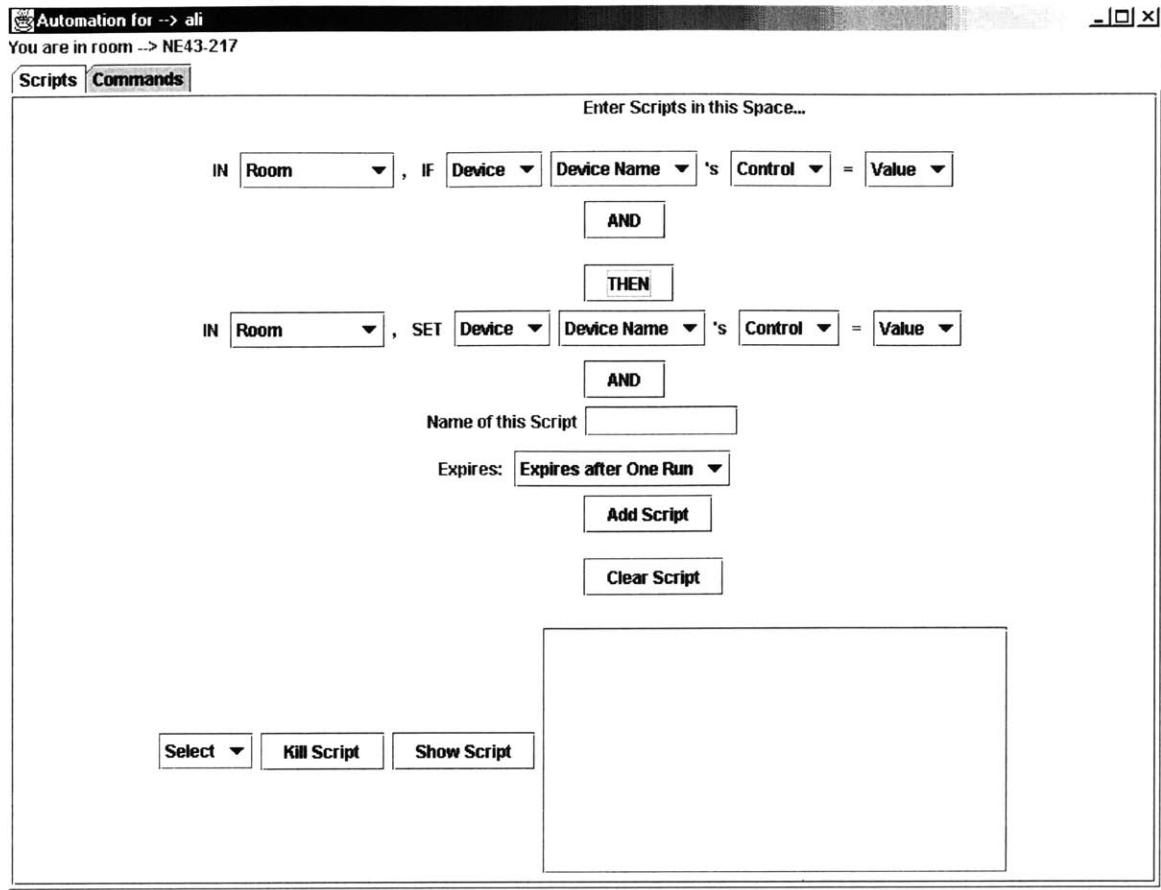 Automation for --> ali
You are in room --> NE43-217
Scripts Commands
Enter Scripts in this Space...
IN Room , IF Device Device Name 's Control = Value
AND
THEN
IN Room , SET Device Device Name 's Control = Value
AND
Name of this Script
Expires: Expires after One Run
Add Script
Clear Script
Select Kill Script Show Script